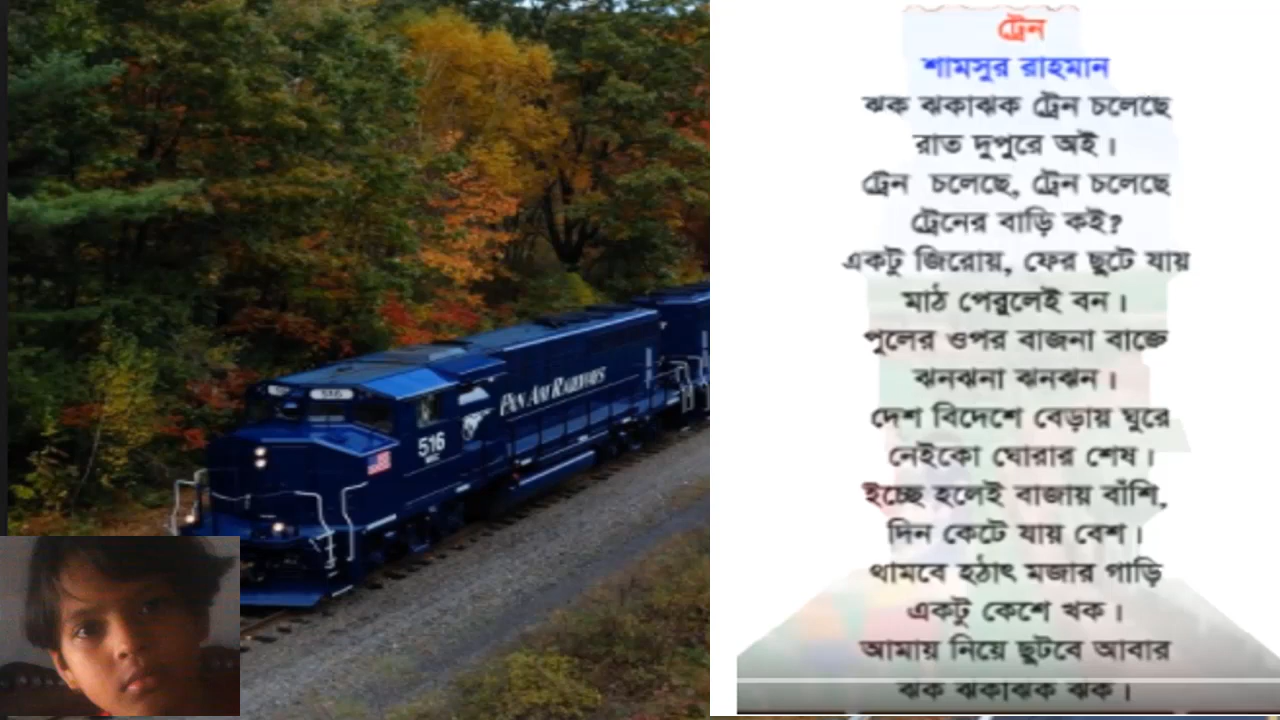 516
PAN AM RAILWAYS
516
ট্রেন
শামসুর রাহমান
ঝক ঝকাঝক ট্রেন চলেছে
রাত দুপুরে অই।
ট্রেন চলেছে, ট্রেন চলেছে
ট্রেনের বাড়ি কই?
একটু জিরোয়, ফের ছুটে যায়
মাঠ পেরুলেই বন।
পুলের ওপর বাজনা বাজে
ঝনঝনা ঝনঝন।
দেশ বিদেশে বেড়ায় ঘুরে
নেইকো ঘোরার শেষ।
ইচ্ছে হলেই বাজায় বাঁশি,
দিন কেটে যায় বেশ।
থামবে হঠাৎ মজার গাড়ি
একটু কেশে খক।
আমায় নিয়ে ছুটবে আবার
ঝক ঝকাঝক ঝক।